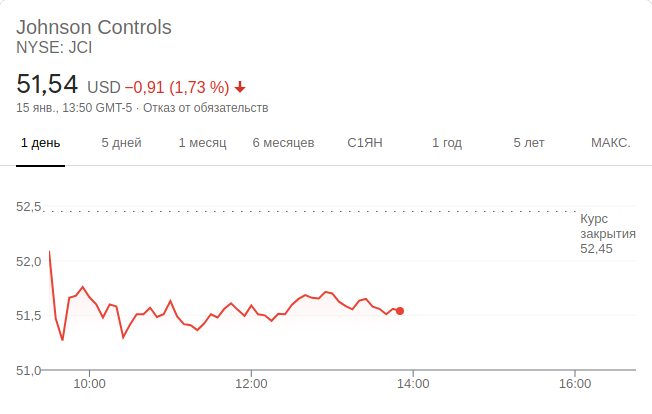 Johnson Controls
NYSE: JCI
51,54 USD −0,91 (1,73 %)
15 янв., 13:50 GMT-5 · Отказ от обязательств
1 день 5 дней 1 месяц 6 месяцев С1ЯН 1 год 5 лет МАКС.
52,5
Курс
закрытия
52,45
52,0
51,5
51,0
10:00 12:00 14:00 16:00